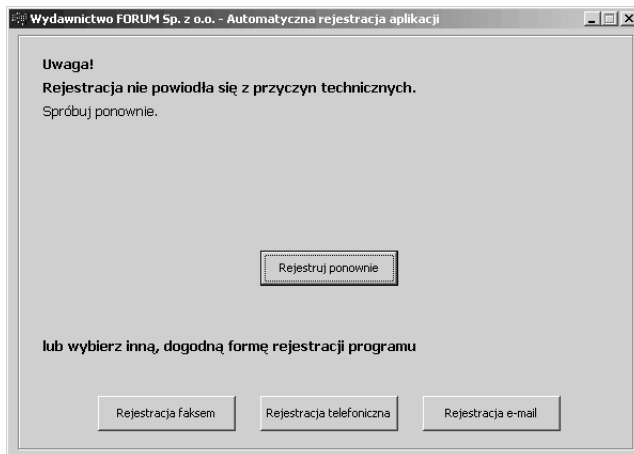 Wydawnictwo FORUM Sp. z o.o. - Automatyczna rejestracja aplikacji
Uwaga!
Rejestracja nie powiodła się z przyczyn technicznych.
Spróbuj ponownie.
Rejestruj ponownie
lub wybierz inną, dogodną formę rejestracji programu
Rejestracja faksem
Rejestracja telefoniczna
Rejestracja e-mail